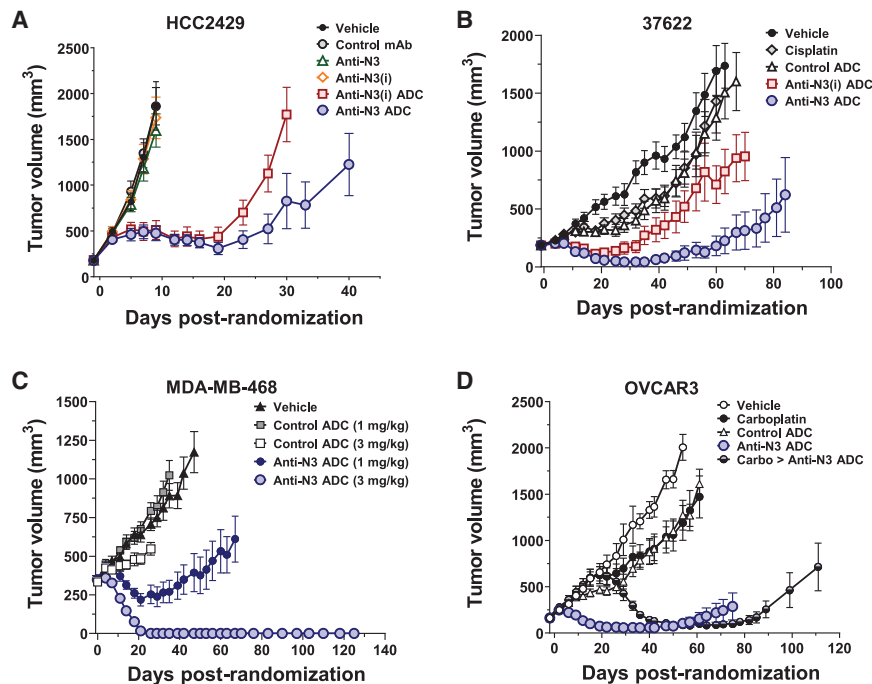 A
HCC2429
Vehicle
Control mAb
Anti-N3
Anti-N3(i)
Anti-N3(i) ADC
Anti-N3 ADC
Tumor volume (mm3)
2500
2000
1500
1000
500
0
0 10 20 30 40
Days post-randomization
B
37622
Vehicle
Cisplatin
Control ADC
Anti-N3(i) ADC
Anti-N3 ADC
Tumor volume (mm3)
2000
1500
1000
500
0
0 20 40 60 80 100
Days post-randimization
C
MDA-MB-468
Vehicle
Control ADC (1 mg/kg)
Control ADC (3 mg/kg)
Anti-N3 ADC (1 mg/kg)
Anti-N3 ADC (3 mg/kg)
Tumor volume (mm3)
1500
1250
1000
750
500
250
0
0 20 40 60 80 100 120 140
Days post-randomization
D
OVCAR3
Vehicle
Carboplatin
Control ADC
Anti-N3 ADC
Carbo > Anti-N3 ADC
Tumor volume (mm3)
2500
2000
1500
1000
500
0
0 20 40 60 80 100 120
Days post-randomization